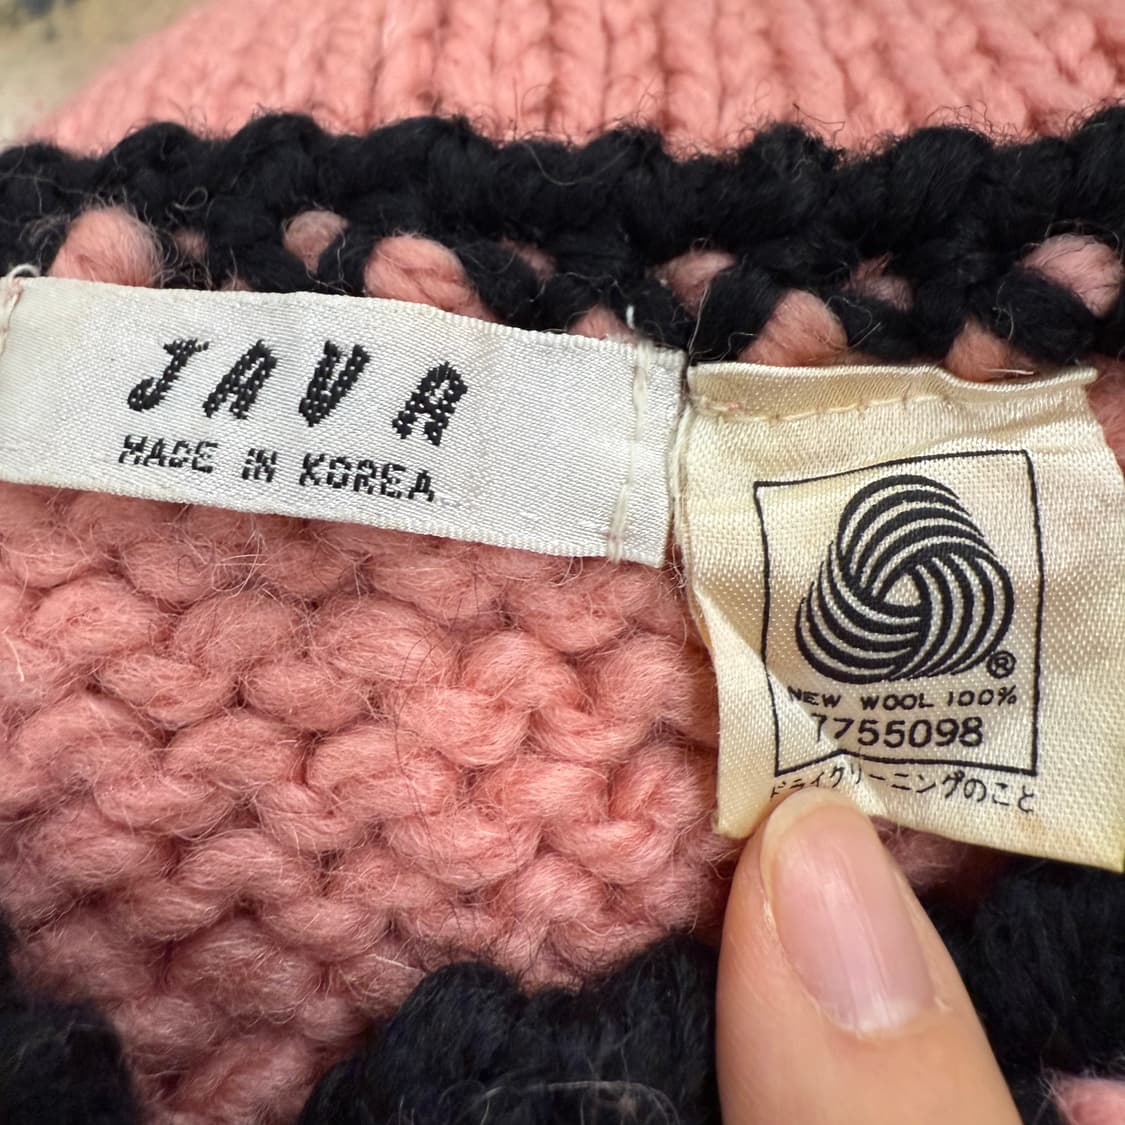 JAVA
MADE IN KOREA
®
NEW WOOL 100%
7755098
ドライクリーニングのこと